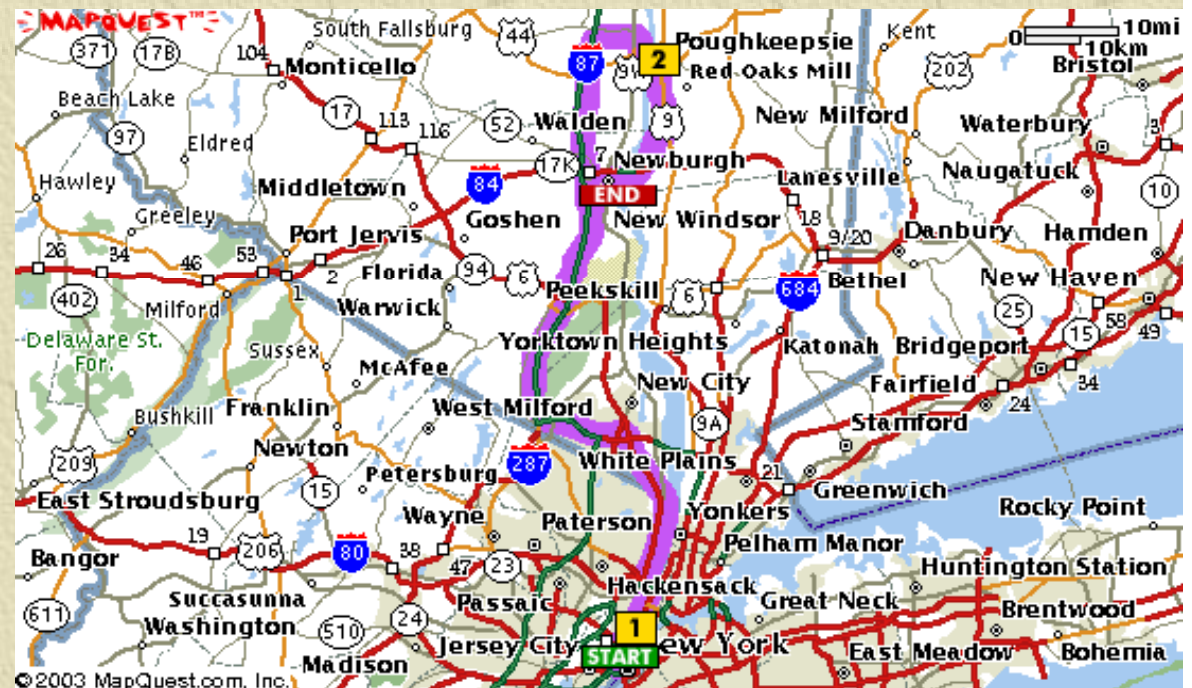 MAPQUEST
South Fallsburg
44
Kent
0 10mi
10km
371
17B
104
Monticello
87
9W
2
Poughkeepsie
Red Oaks Mill
202
Bristol
Beach Lake
17
113
116
52
Walden
9
New Milford
Waterbury
3
97
Eldred
17K
7
Newburgh
Lanesville
Naugatuck
Hawley
Middletown
84
END
10
Greeley
Goshen
New Windsor
18
Port Jervis
9/20
Danbury
Hamden
26
34
46
53
2
Florida
94
6
Peekskill
6
684
Bethel
New Haven
402
Milford
1
Warwick
25
15
58
49
Delaware St.
For.
Sussex
McAfee
Yorktown Heights
Katonah
Bridgeport
34
New City
Fairfield
24
Bushkill
Franklin
West Milford
9A
Stamford
209
Newton
Petersburg
287
White Plains
21
Greenwich
East Stroudsburg
15
Wayne
Paterson
Yonkers
Rocky Point
19
206
80
38
47
23
Pelham Manor
Bangor
Hackensack
Huntington Station
611
Succasunna
24
Passaic
Great Neck
Brentwood
Washington
510
Jersey City
1
New York
East Meadow
Bohemia
Madison
START
©2003 MapQuest.com, Inc.